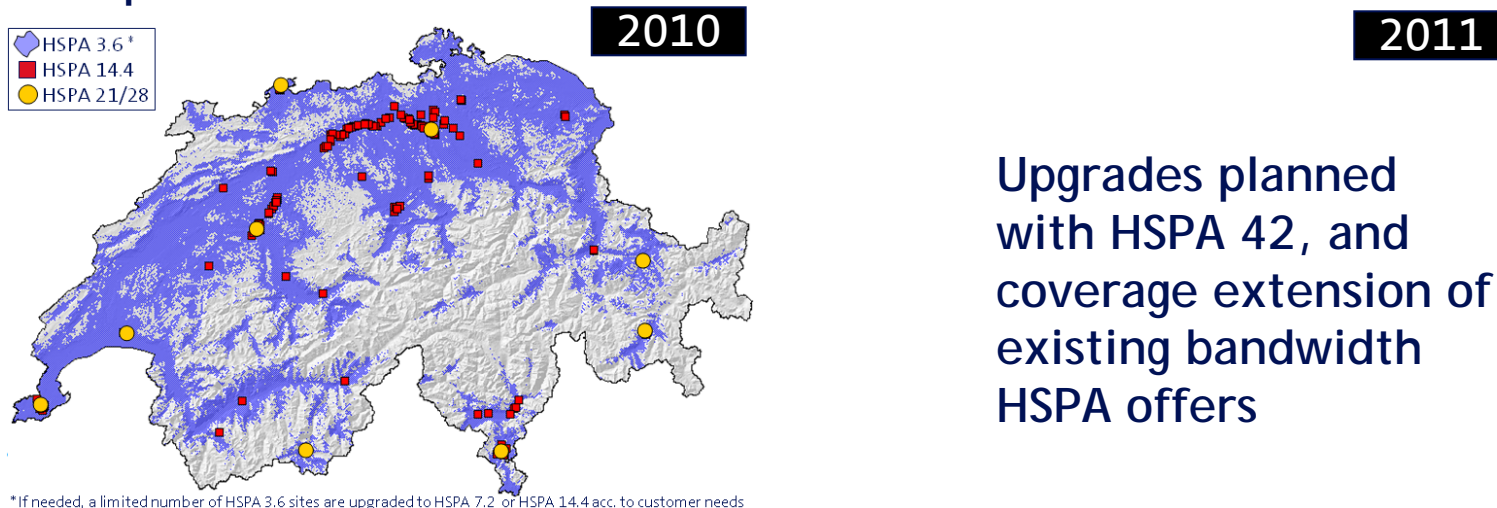 2010
2011
HSPA 3.6 *
HSPA 14.4
HSPA 21/28
Upgrades planned
with HSPA 42, and
coverage extension of
existing bandwidth
HSPA offers
*If needed, a limited number of HSPA 3.6 sites are upgraded to HSPA 7.2 or HSPA 14.4 acc. to customer needs